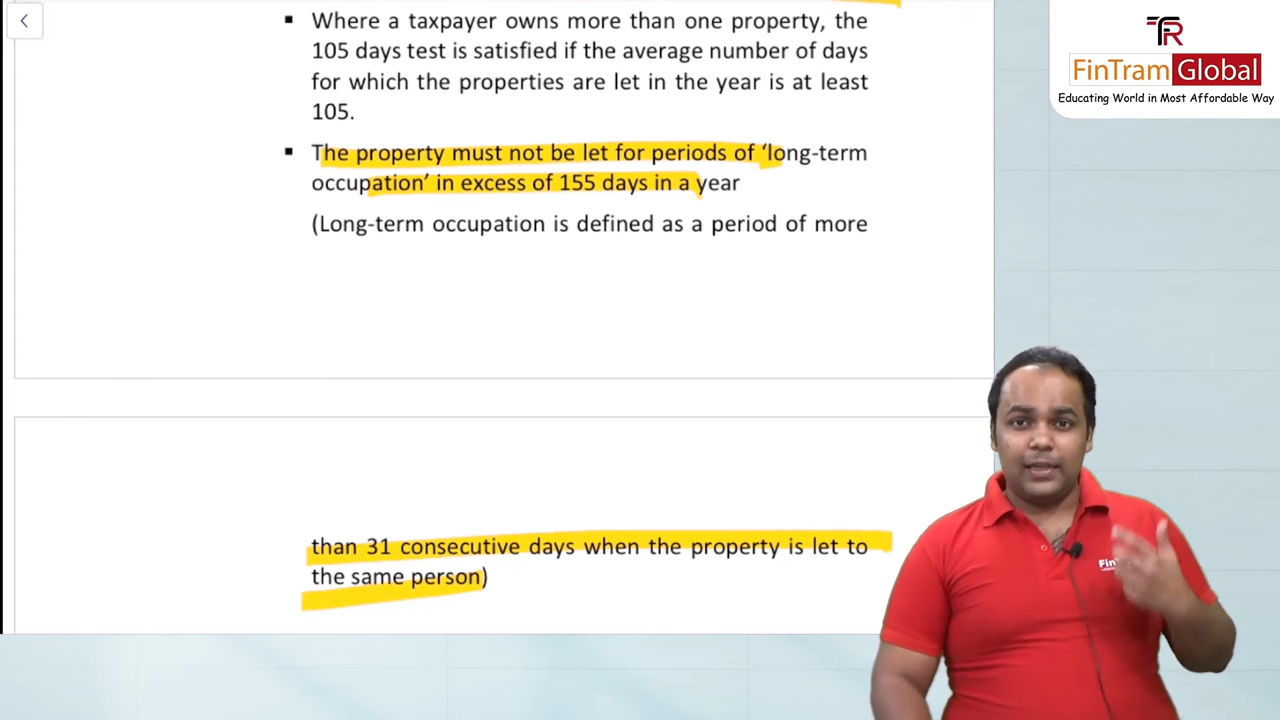 ▪ Where a taxpayer owns more than one property, the
105 days test is satisfied if the average number of days
for which the properties are let in the year is at least
105.
▪ The property must not be let for periods of ‘long-term
occupation’ in excess of 155 days in a year
(Long-term occupation is defined as a period of more
than 31 consecutive days when the property is let to
the same person)
FinTram Global
Educating World in Most Affordable Way
Fin